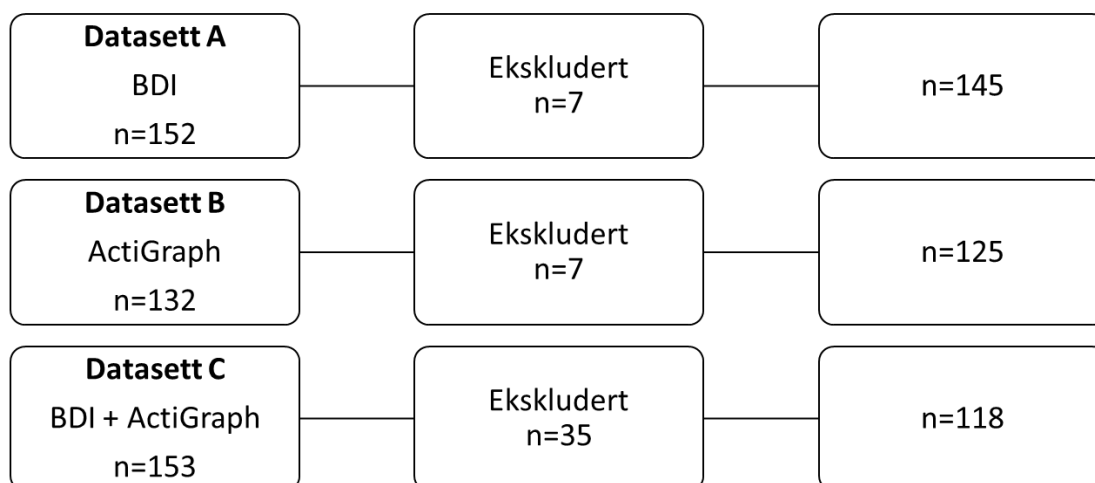 Datasett A
BDI
n=152
Ekskludert
n=7
n=145
Datasett B
ActiGraph
n=132
Ekskludert
n=7
n=125
Datasett C
BDI + ActiGraph
n=153
Ekskludert
n=35
n=118